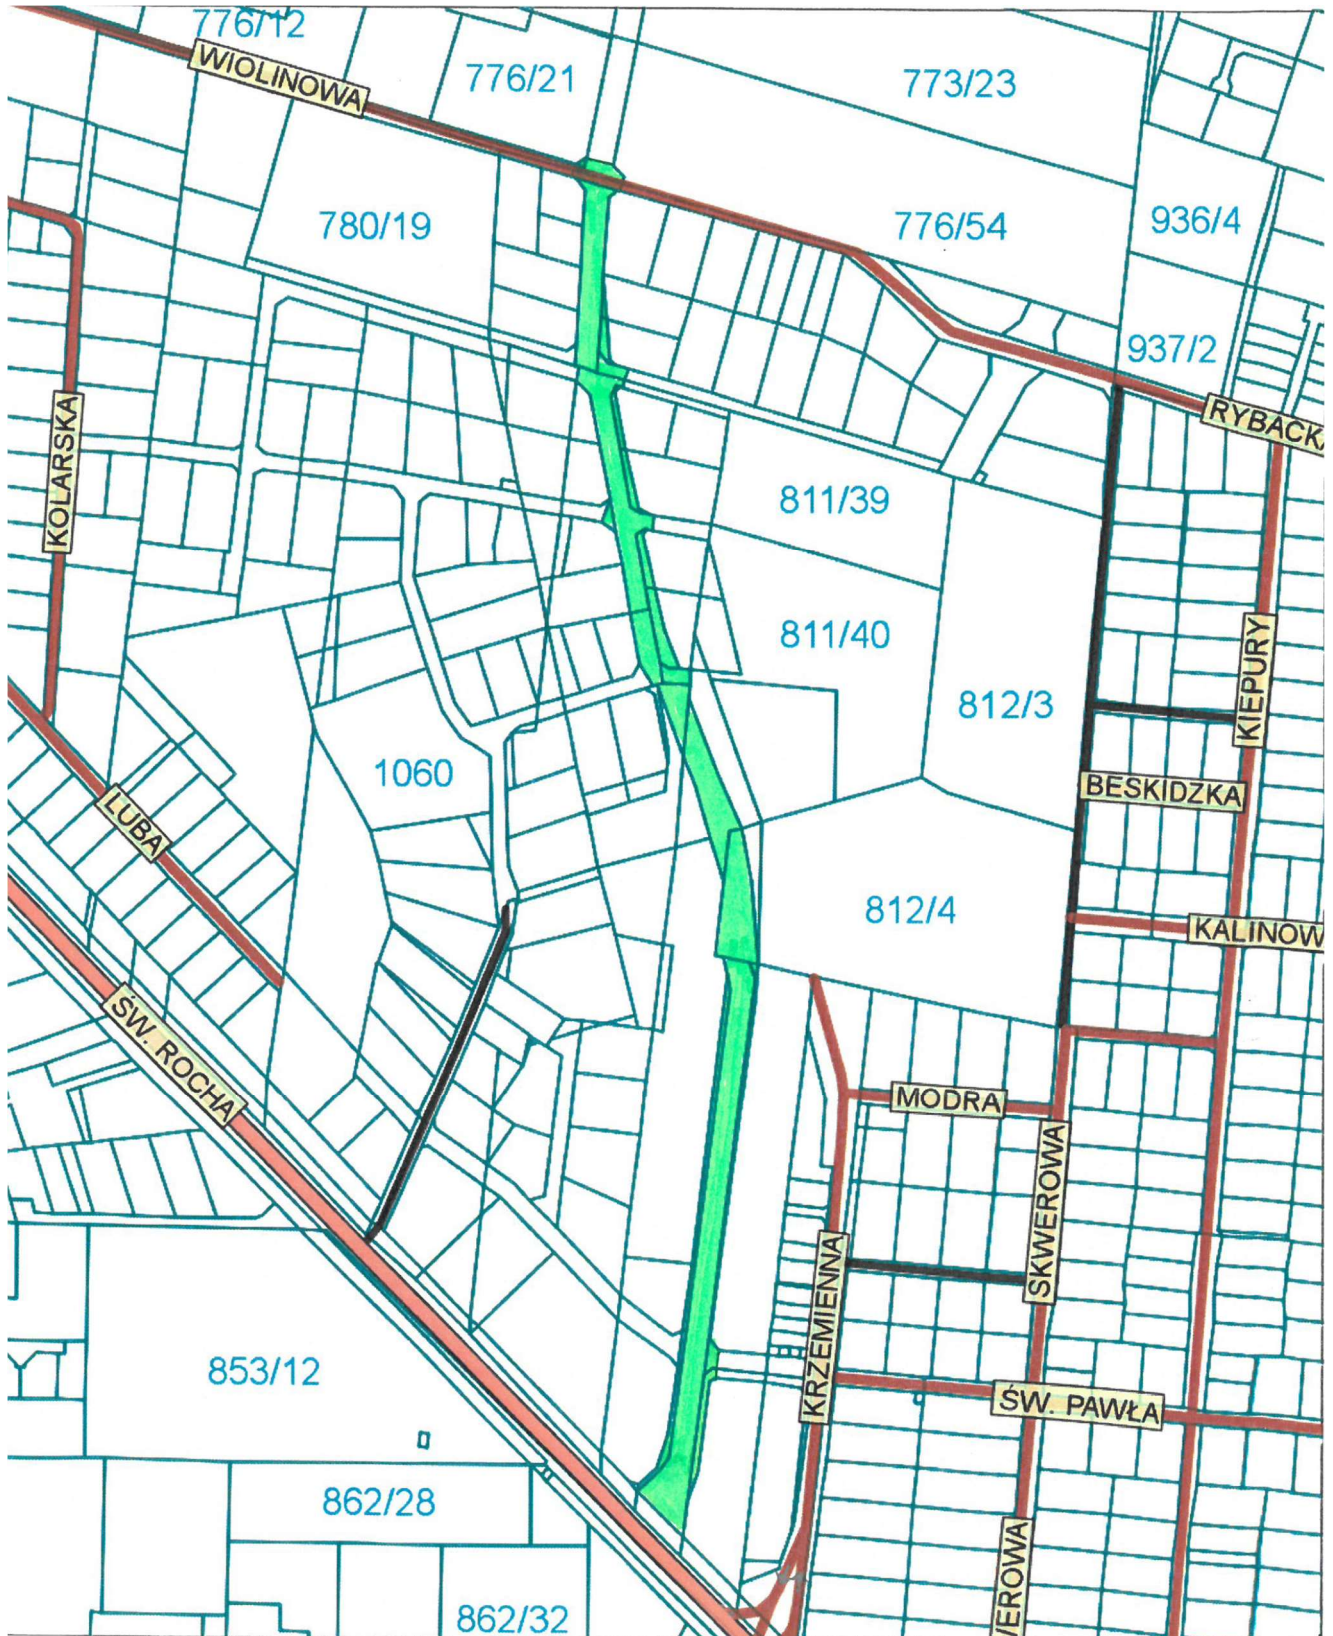 776/12
WIOLINOWA
776/21
773/23
780/19
776/54
936/4
937/2
RYBACK
KOLARSKA
811/39
811/40
812/3
KIEPURY
1060
BESKIDZKA
LUBA
812/4
KALINOW
ŚW. ROCHA
MODRA
SKWEROWA
KRZEMIENNA
853/12
ŚW. PAWŁA
862/28
EROWA
862/32